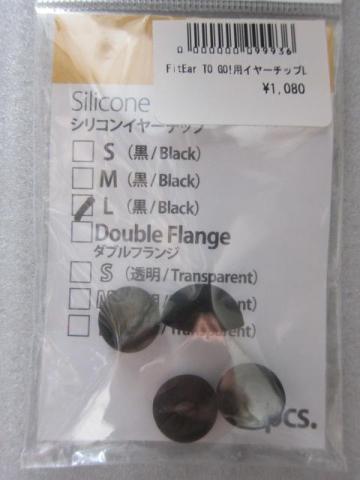 0 000000 099936
FitEar TO GO!用イヤーチップL
¥1,080
Silicone
シリコンイヤーチップ
S (黒/Black)
M (黒/Black)
L (黒/Black)
Double Flange
ダブルフランジ
S (透明/Transparent)
M /Transparent)
Transparent)
pcs.